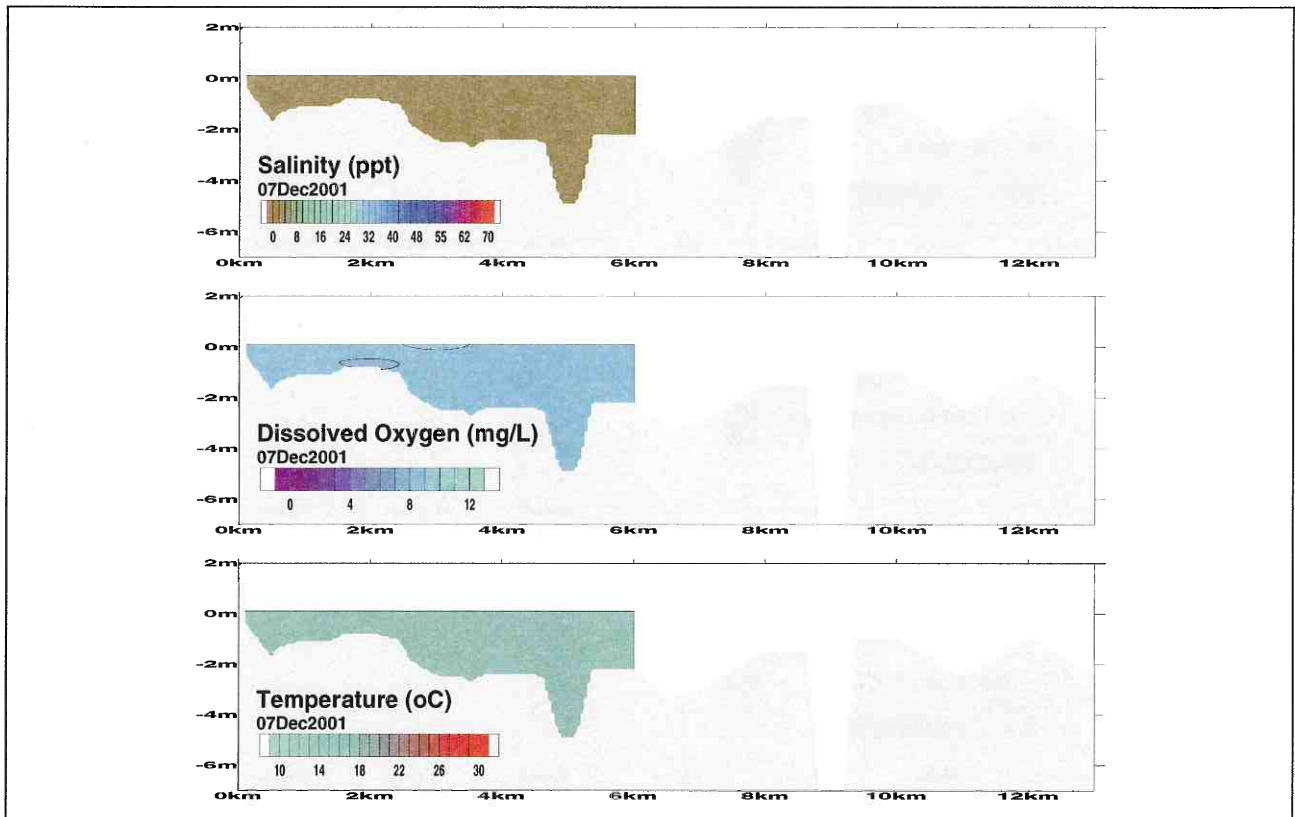 2m
0m
-2m
-4m
-6m
Salinity (ppt)
07Dec2001
0 8 16 24 32 40 48 55 62 70
0km 2km 4km 6km 8km 10km 12km
2m
0m
-2m
-4m
-6m
Dissolved Oxygen (mg/L)
07Dec2001
0 4 8 12
0km 2km 4km 6km 8km 10km 12km
2m
0m
-2m
-4m
-6m
Temperature (oC)
07Dec2001
10 14 18 22 26 30
0km 2km 4km 6km 8km 10km 12km